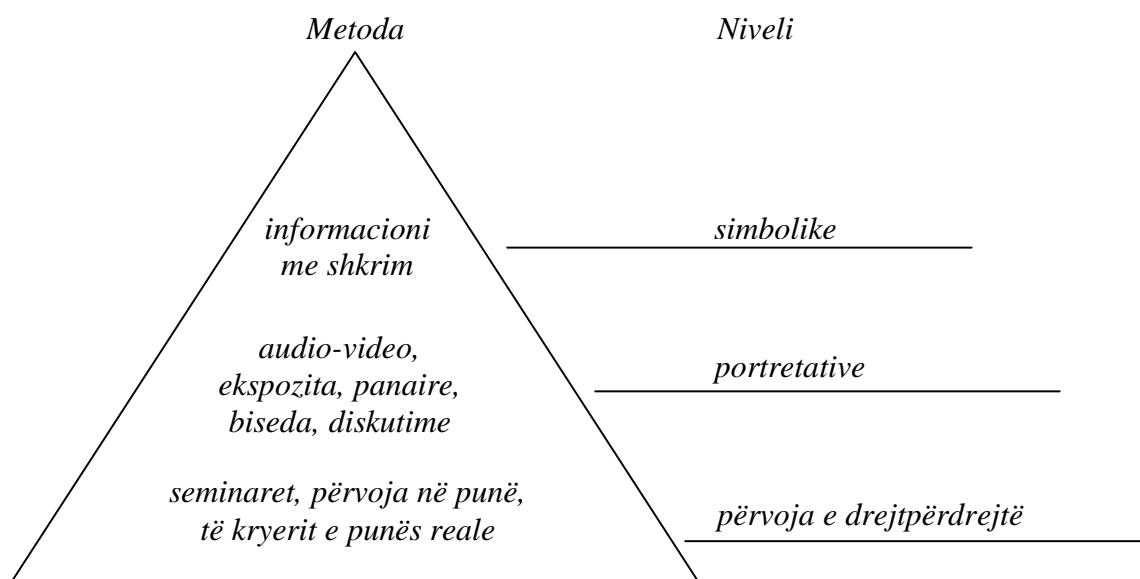 Metoda Niveli
informacioni
me shkrim
simbolike
audio-video,
ekspozita, panaire,
biseda, diskutime
portretative
seminaret, përvoja në punë,
të kryerit e punës reale
përvoja e drejtpërdrejtë